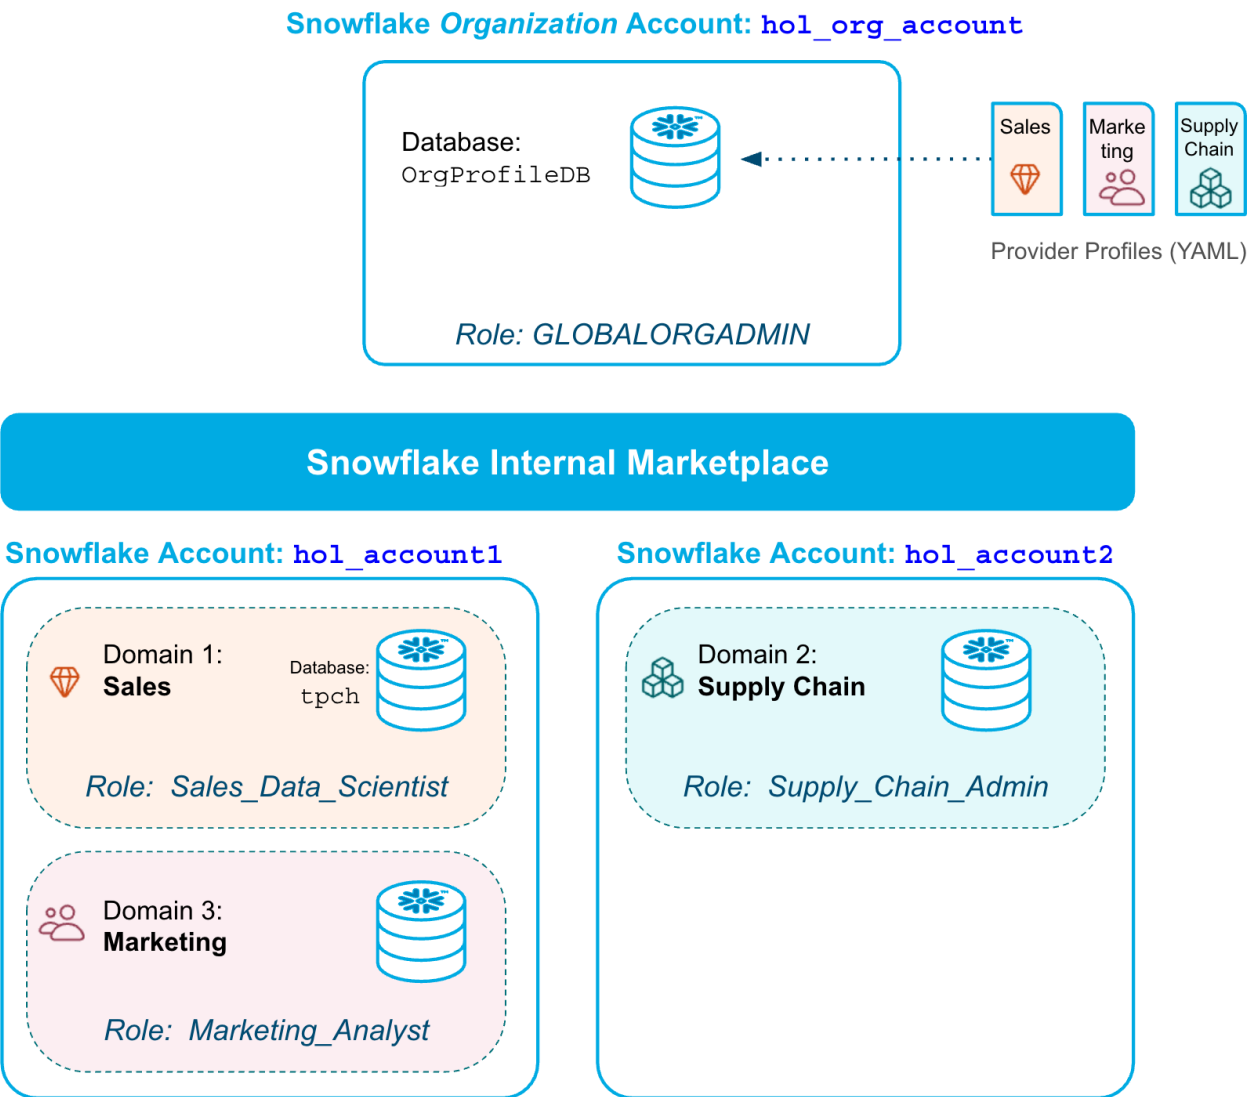 Snowflake Organization Account: hol_org_account
Database:
OrgProfileDB
Sales
Marke
ting
Supply
Chain
Provider Profiles (YAML)
Role: GLOBALORGADMIN
Snowflake Internal Marketplace
Snowflake Account: hol_account1
Domain 1:
Sales
Database:
tpch
Role: Sales_Data_Scientist
Domain 3:
Marketing
Role: Marketing_Analyst
Snowflake Account: hol_account2
Domain 2:
Supply Chain
Role: Supply_Chain_Admin